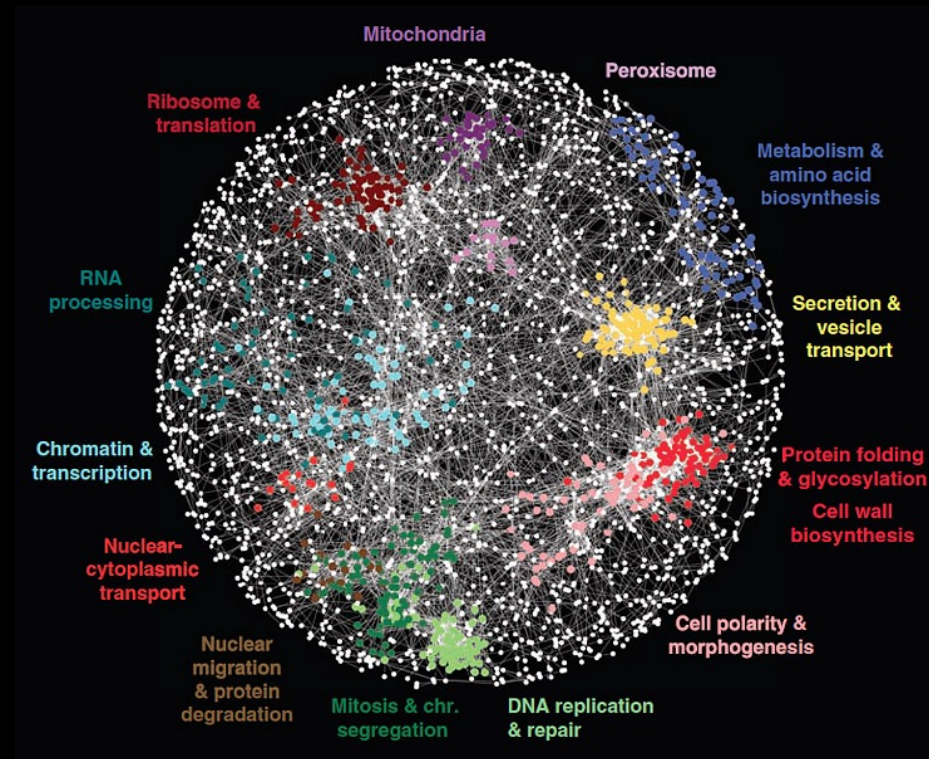 Mitochondria
Peroxisome
Ribosome &
translation
Metabolism &
amino acid
biosynthesis
RNA
processing
Secretion &
vesicle
transport
Chromatin &
transcription
Protein folding
& glycosylation
Cell wall
biosynthesis
Nuclear-
cytoplasmic
transport
Cell polarity &
morphogenesis
Nuclear
migration
& protein
degradation
Mitosis & chr.
segregation
DNA replication
& repair